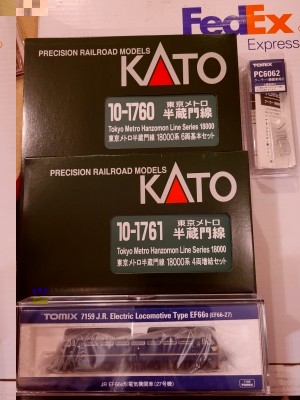 FedEx
Express
TOMIX
PC6062
PRECISION RAILROAD MODELS
KATO
10-1760
東京メトロ
半蔵門線
Tokyo Metro Hanzomon Line Series 18000
東京メトロ半蔵門線 18000系 6両基本セット
PRECISION RAILROAD MODELS
KATO
10-1761
東京メトロ
半蔵門線
Tokyo Metro Hanzomon Line Series 18000
東京メトロ半蔵門線 18000系 4両増結セット
TOMIX 7159 J.R. Electric Locomotive Type EF66⁠-0 (EF66-27)
JR EF66形電気機関車(27号機)